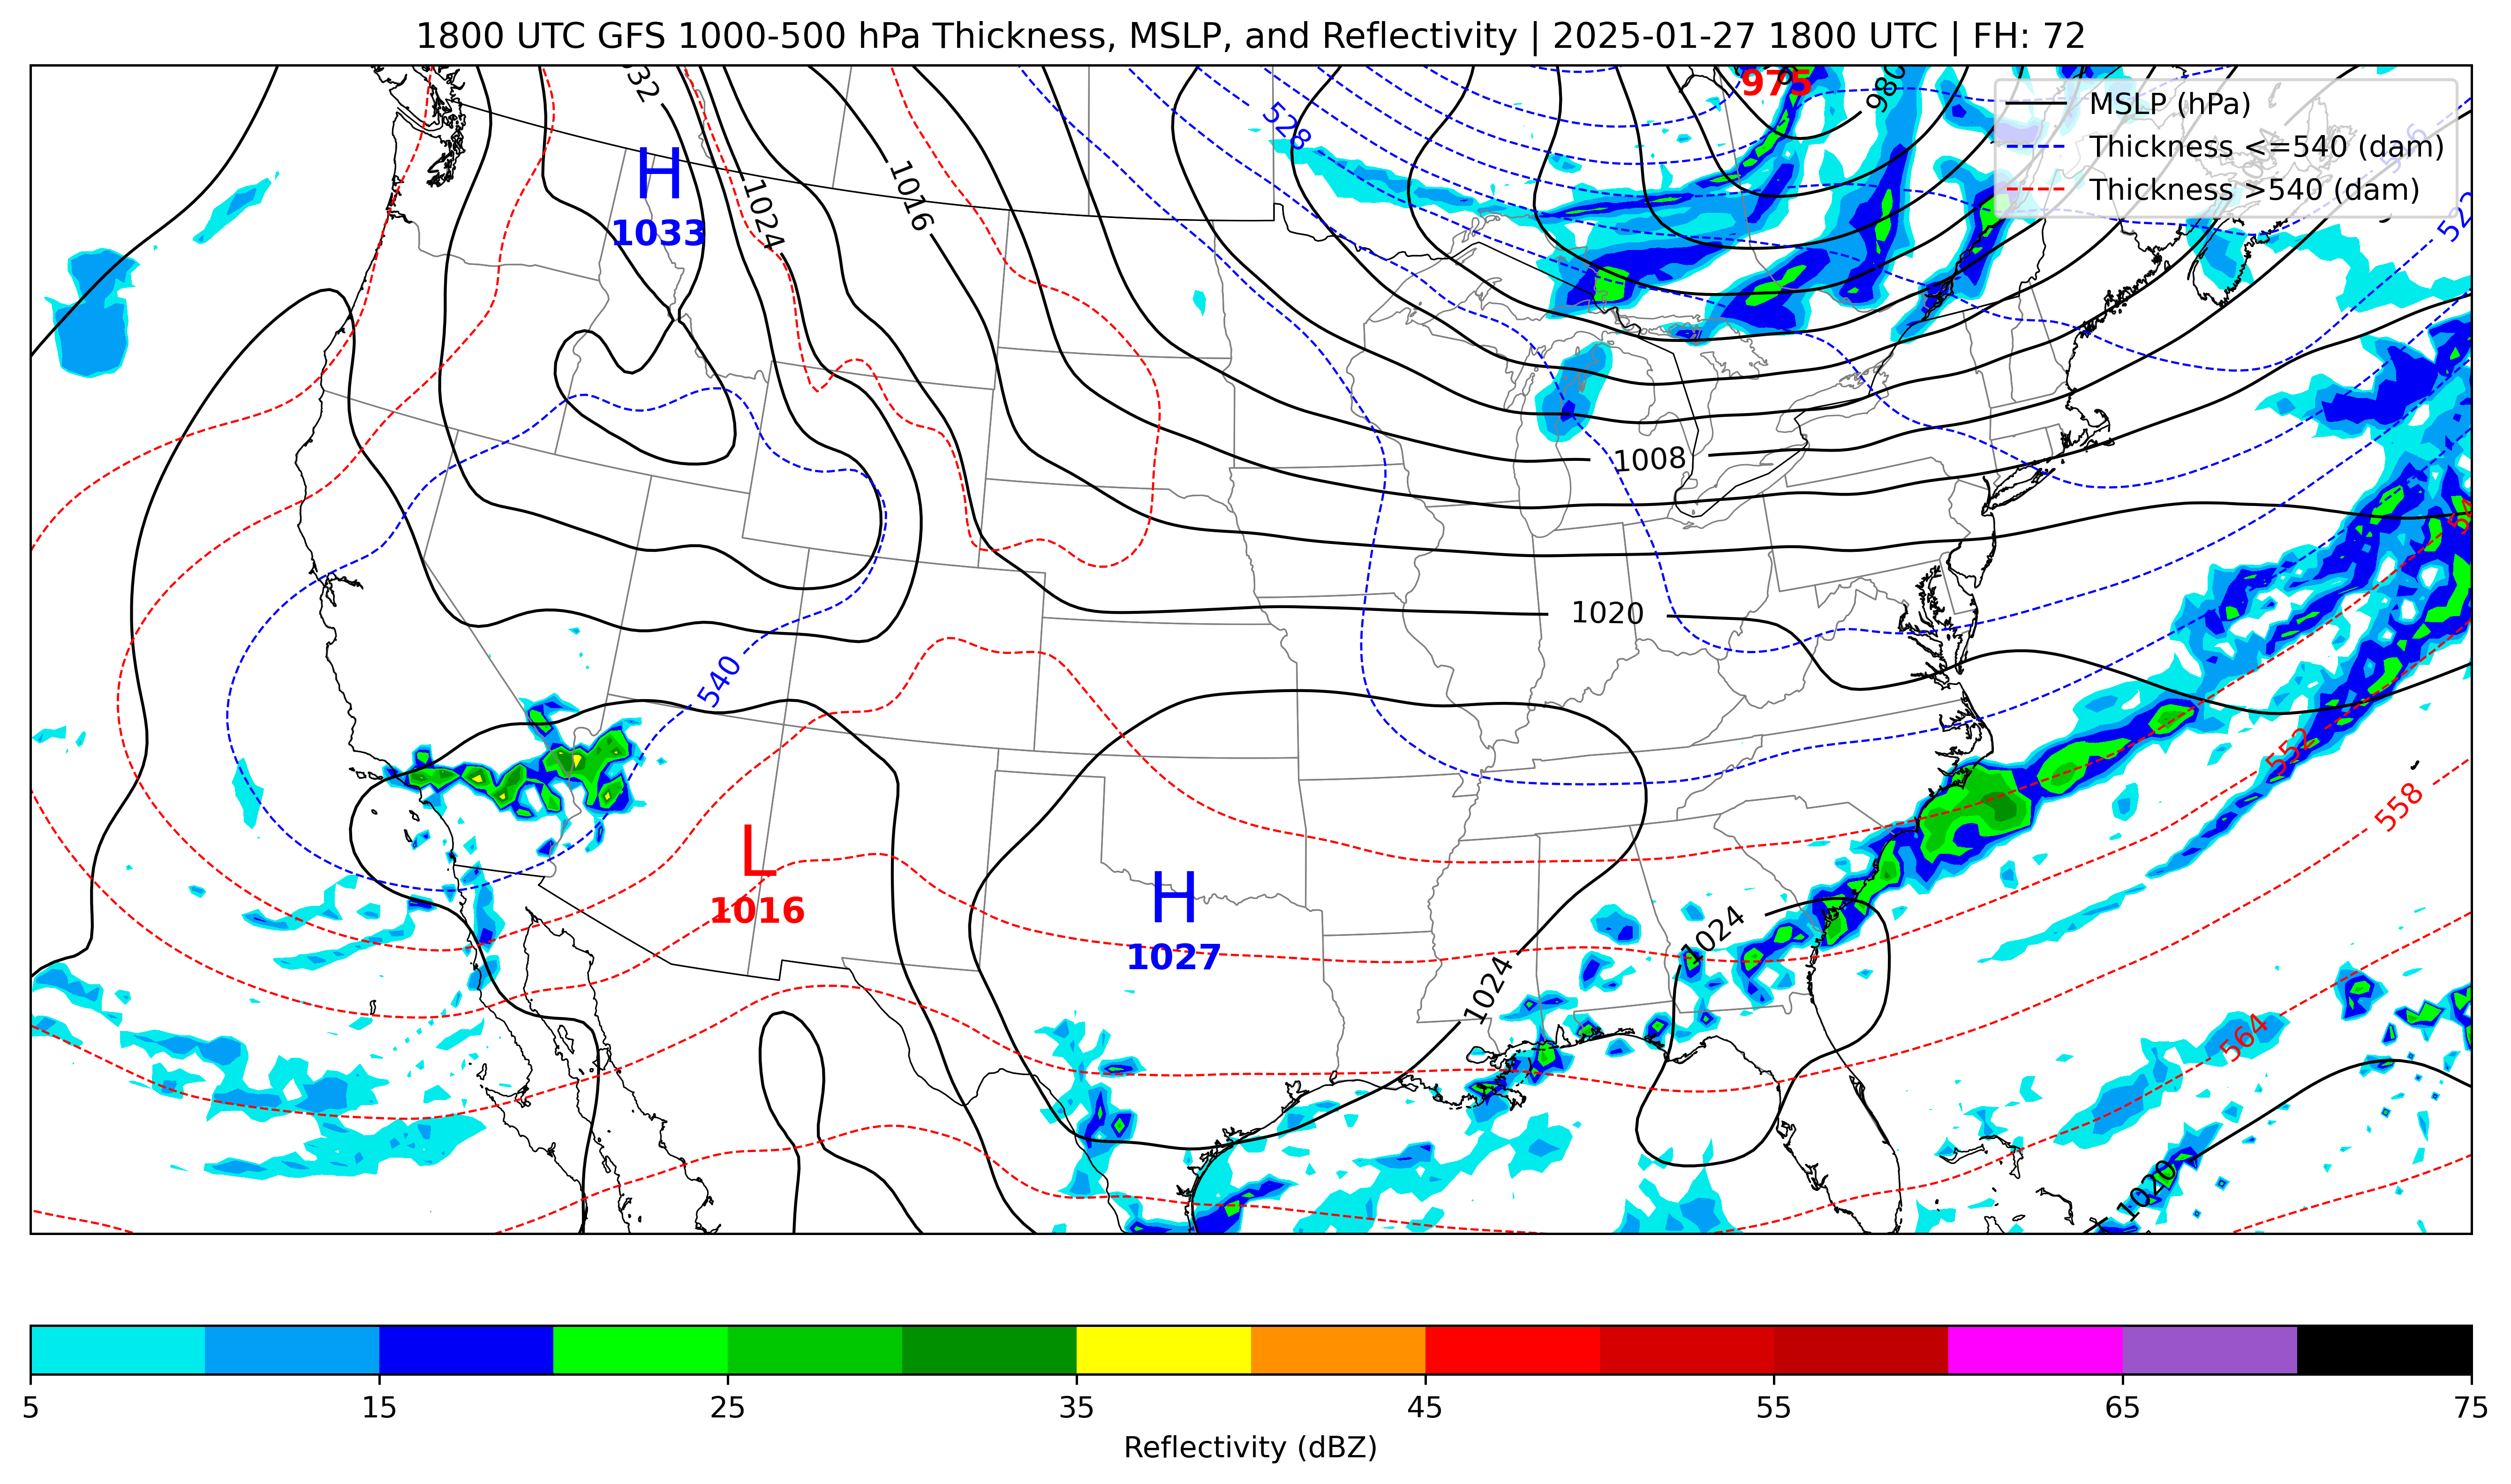 1800 UTC GFS 1000-500 hPa Thickness, MSLP, and Reflectivity | 2025-01-27 1800 UTC | FH: 72
975
980
MSLP (hPa)
Thickness <=540 (dam)
Thickness >540 (dam)
528
H
1033
1024
1016
522
1008
1020
540
552
558
L
1016
H
1027
1024
1024
564
1020
5 15 25 35 45 55 65 75
Reflectivity (dBZ)